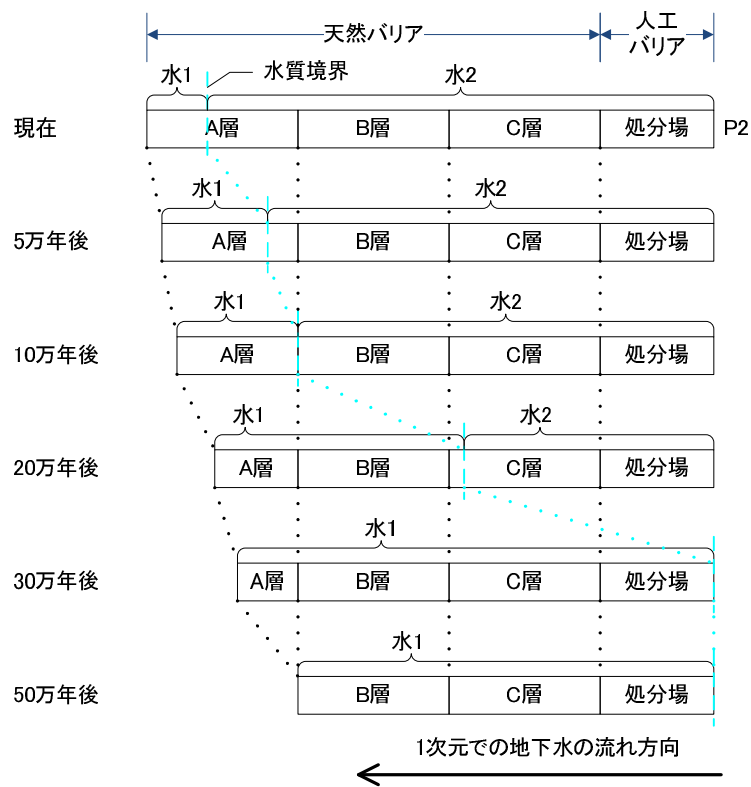 天然バリア
人工
バリア
水1
水質境界
水2
現在
A層
B層
C層
処分場
P2
水1
水2
5万年後
A層
B層
C層
処分場
水1
水2
10万年後
A層
B層
C層
処分場
水1
水2
20万年後
A層
B層
C層
処分場
水1
30万年後
A層
B層
C層
処分場
水1
50万年後
B層
C層
処分場
1次元での地下水の流れ方向